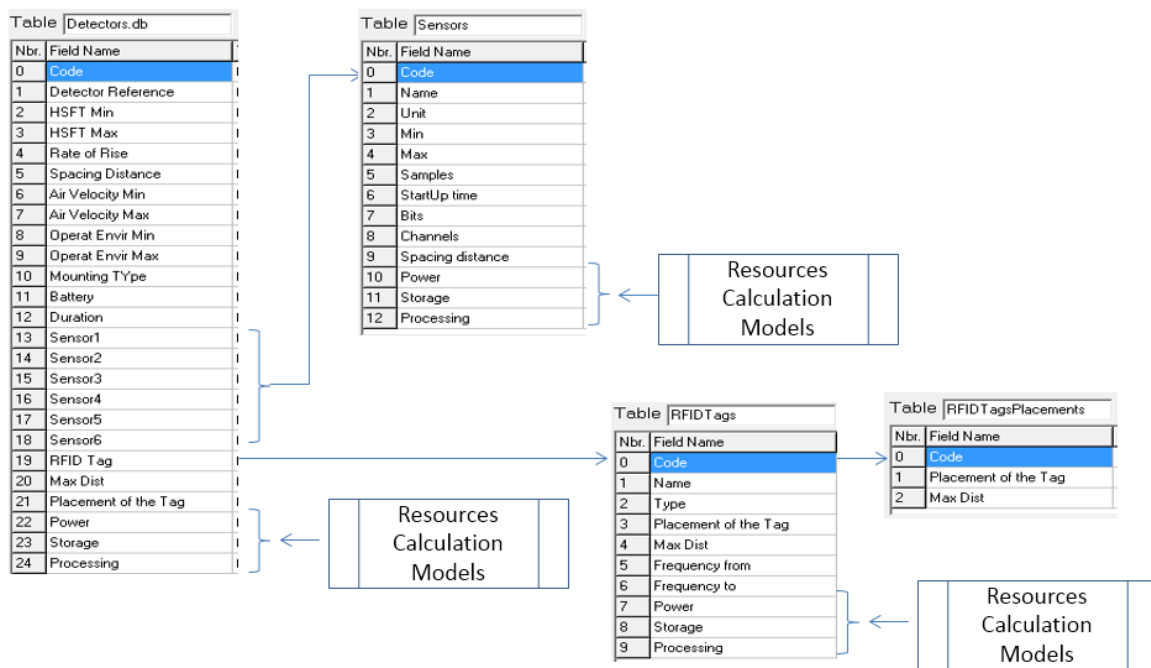 Table Detectors.db
Nbr. Field Name
0 Code
1 Detector Reference
2 HSFT Min
3 HSFT Max
4 Rate of Rise
5 Spacing Distance
6 Air Velocity Min
7 Air Velocity Max
8 Operat Envir Min
9 Operat Envir Max
10 Mounting TYpe
11 Battery
12 Duration
13 Sensor1
14 Sensor2
15 Sensor3
16 Sensor4
17 Sensor5
18 Sensor6
19 RFID Tag
20 Max Dist
21 Placement of the Tag
22 Power
23 Storage
24 Processing
Table Sensors
Nbr. Field Name
0 Code
1 Name
2 Unit
3 Min
4 Max
5 Samples
6 StartUp time
7 Bits
8 Channels
9 Spacing distance
10 Power
11 Storage
12 Processing
Resources
Calculation
Models
Resources
Calculation
Models
Table RFIDTags
Nbr. Field Name
0 Code
1 Name
2 Type
3 Placement of the Tag
4 Max Dist
5 Frequency from
6 Frequency to
7 Power
8 Storage
9 Processing
Table RFIDTagsPlacements
Nbr. Field Name
0 Code
1 Placement of the Tag
2 Max Dist
Resources
Calculation
Models